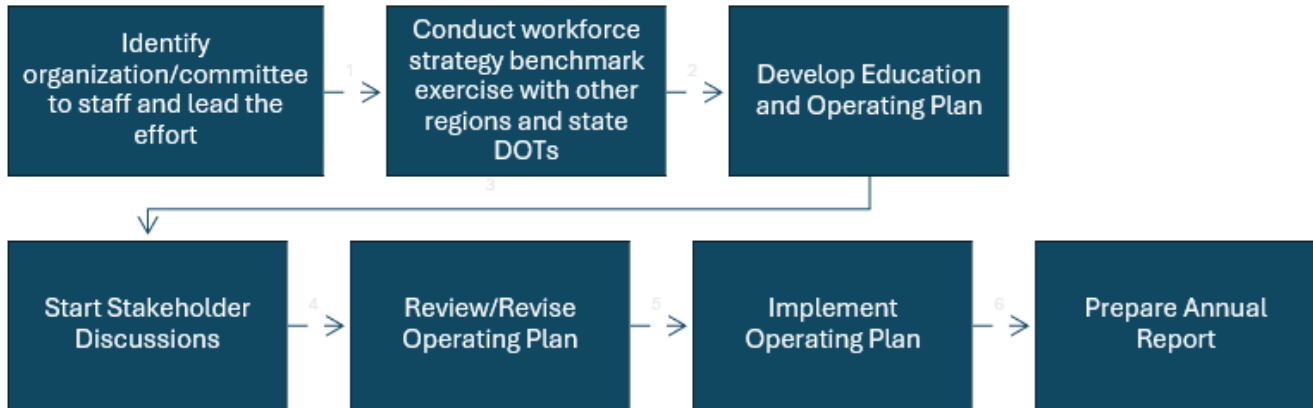 Identify
organization/committee
to staff and lead the
effort
1
Conduct workforce
strategy benchmark
exercise with other
regions and state
DOTs
2
Develop Education
and Operating Plan
3
Start Stakeholder
Discussions
4
Review/Revise
Operating Plan
5
Implement
Operating Plan
6
Prepare Annual
Report